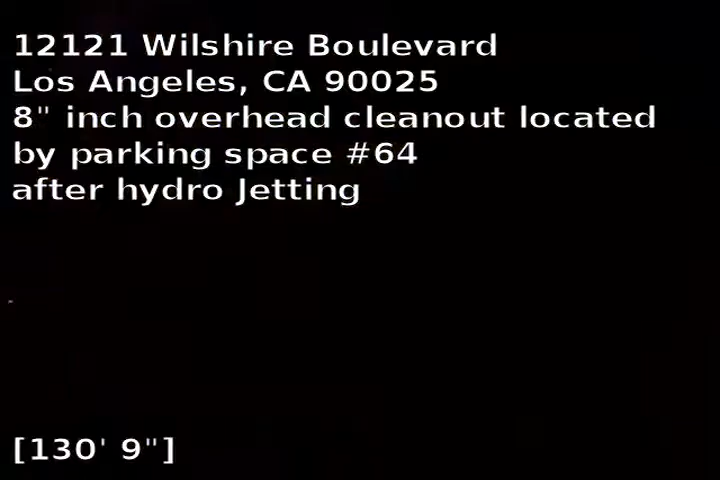 12121 Wilshire Boulevard
Los Angeles, CA 90025
8" inch overhead cleanout located
by parking space #64
after hydro Jetting
[130' 9"]